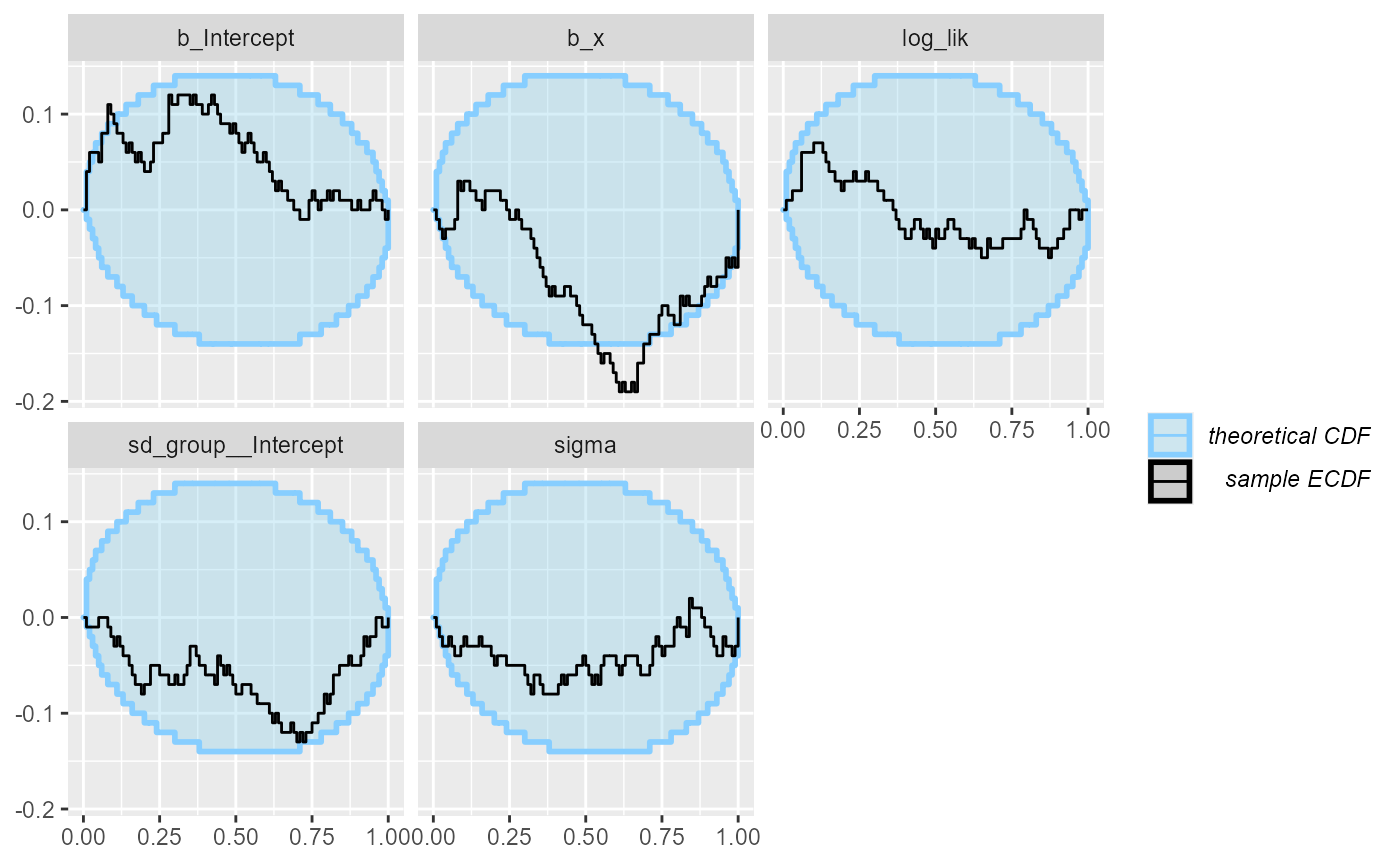 b_Intercept b_x log_lik
0.1
0.0
-0.1
-0.2
0.00 0.25 0.50 0.75 1.00
sd_group__Intercept sigma
0.1
0.0
-0.1
-0.2
0.00 0.25 0.50 0.75 1.00 0.00 0.25 0.50 0.75 1.00
theoretical CDF
sample ECDF